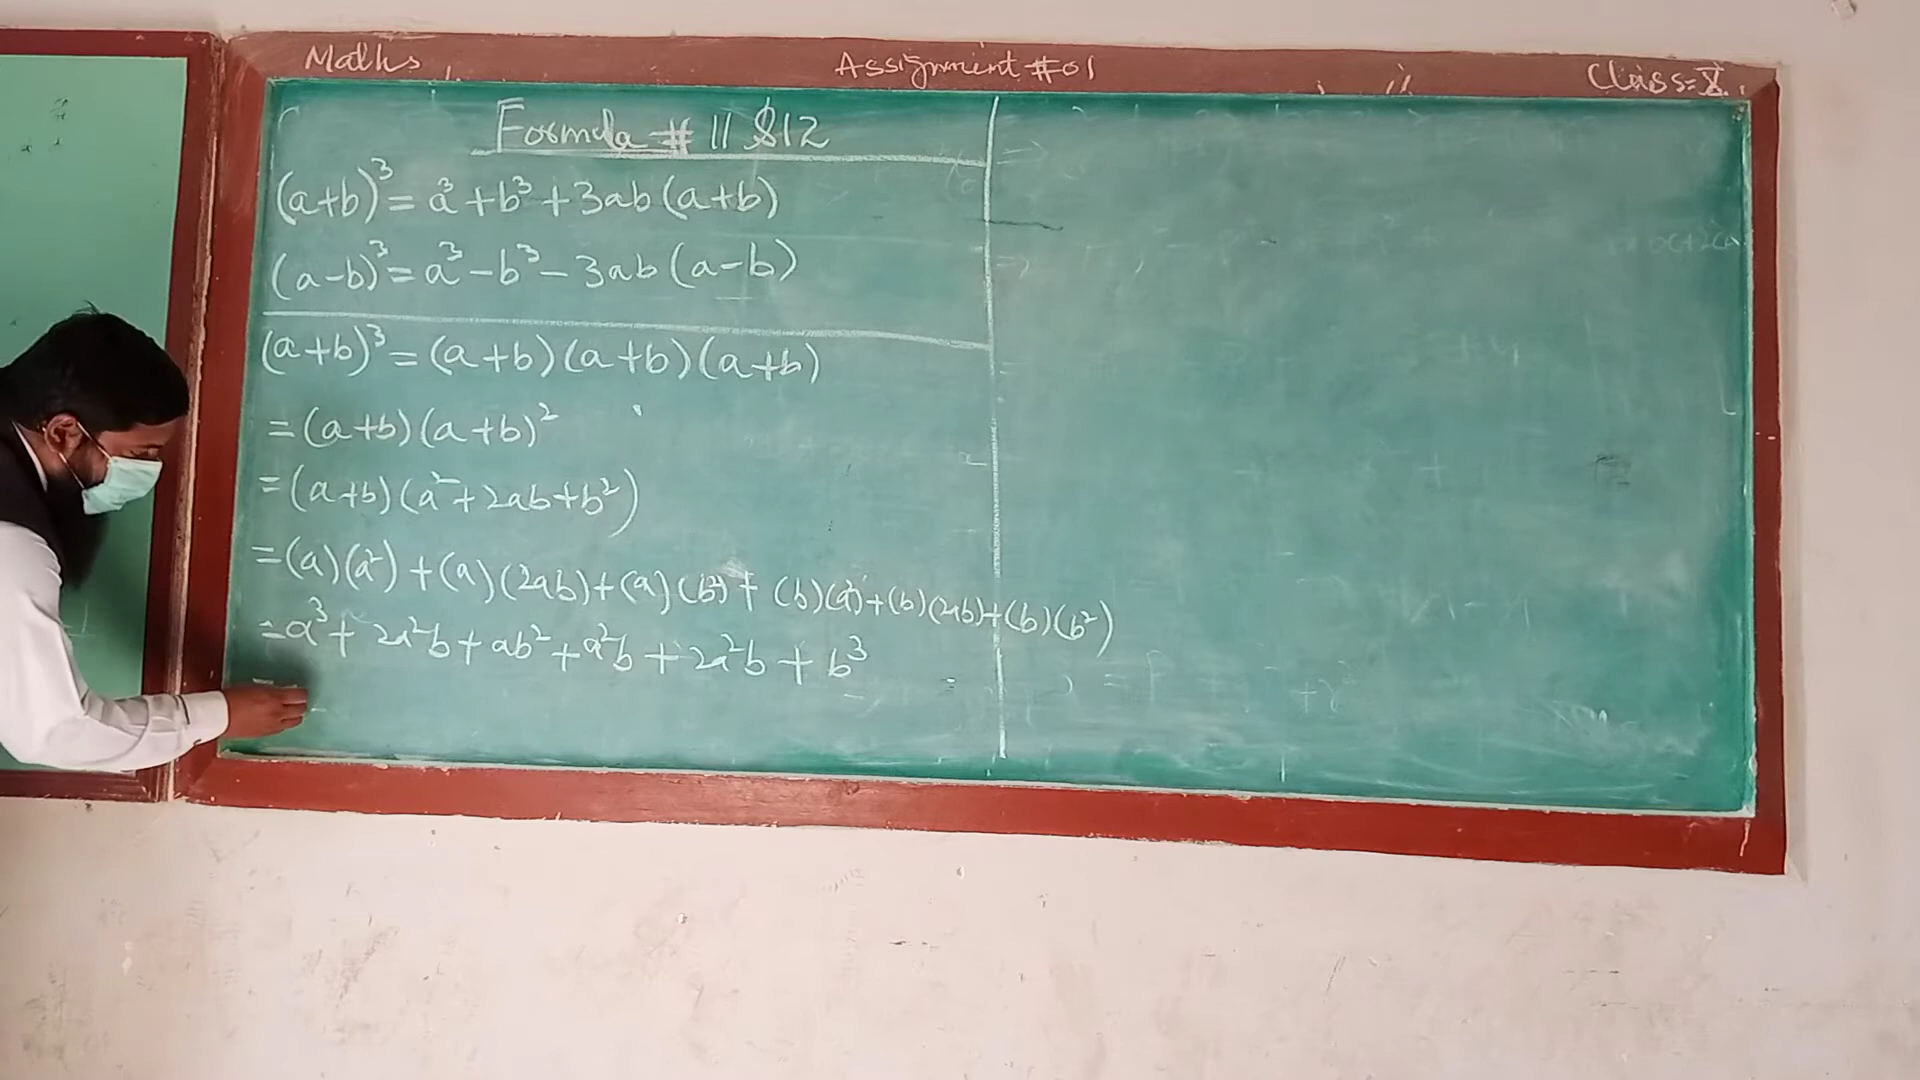 Maths Assignment #01 Class:X
Formula # 11 &12
(a+b)³ = a³ + b³ + 3ab (a+b)
(a-b)³ = a³ - b³ - 3ab (a-b)
(a+b)³ = (a+b)(a+b)(a+b)
= (a+b)(a+b)²
= (a+b)(a²+2ab+b²)
= (a)(a²) + (a)(2ab) + (a)(b²) + (b)(a²) + (b)(2ab) + (b)(b²)
= a³ + 2a²b + ab² + a²b + 2a²b + b³